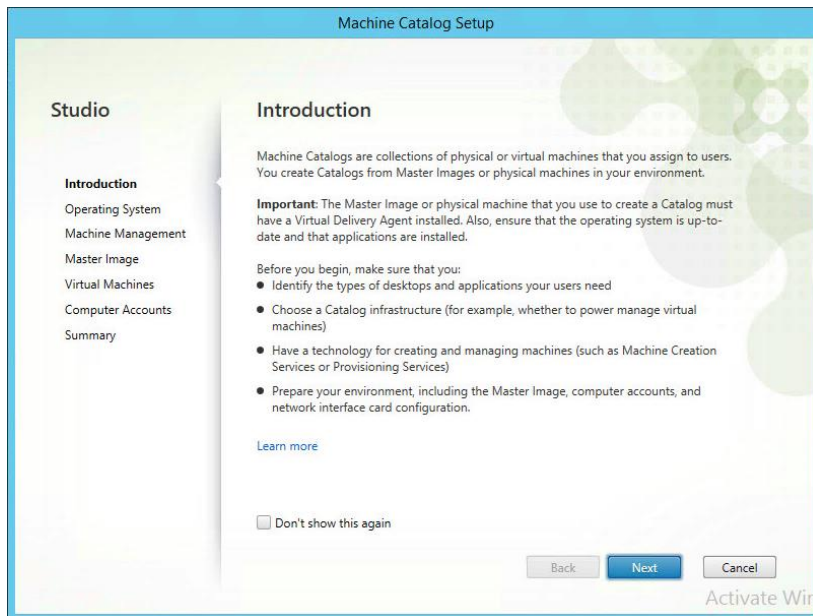 Machine Catalog Setup
Studio
Introduction
Operating System
Machine Management
Master Image
Virtual Machines
Computer Accounts
Summary
Introduction
Machine Catalogs are collections of physical or virtual machines that you assign to users.
You create Catalogs from Master Images or physical machines in your environment.
Important: The Master Image or physical machine that you use to create a Catalog must
have a Virtual Delivery Agent installed. Also, ensure that the operating system is up-to-
date and that applications are installed.
Before you begin, make sure that you:
● Identify the types of desktops and applications your users need
● Choose a Catalog infrastructure (for example, whether to power manage virtual
machines)
● Have a technology for creating and managing machines (such as Machine Creation
Services or Provisioning Services)
● Prepare your environment, including the Master Image, computer accounts, and
network interface card configuration.
Learn more
Don't show this again
Back Next Cancel
Activate Wir